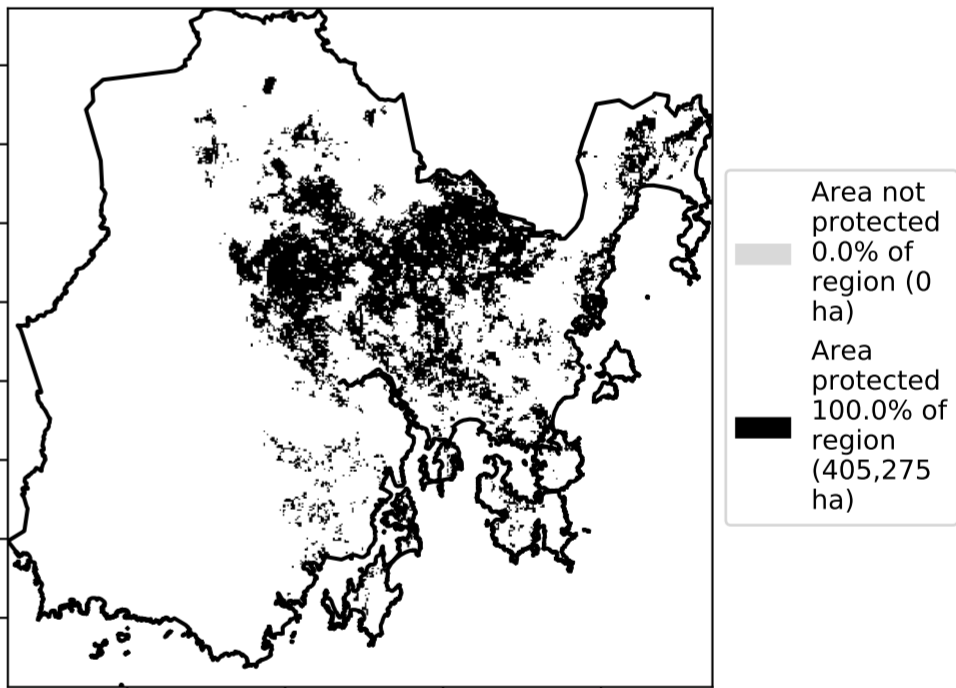 Area not
protected
0.0% of
region (0
ha)
Area
protected
100.0% of
region
(405,275
ha)